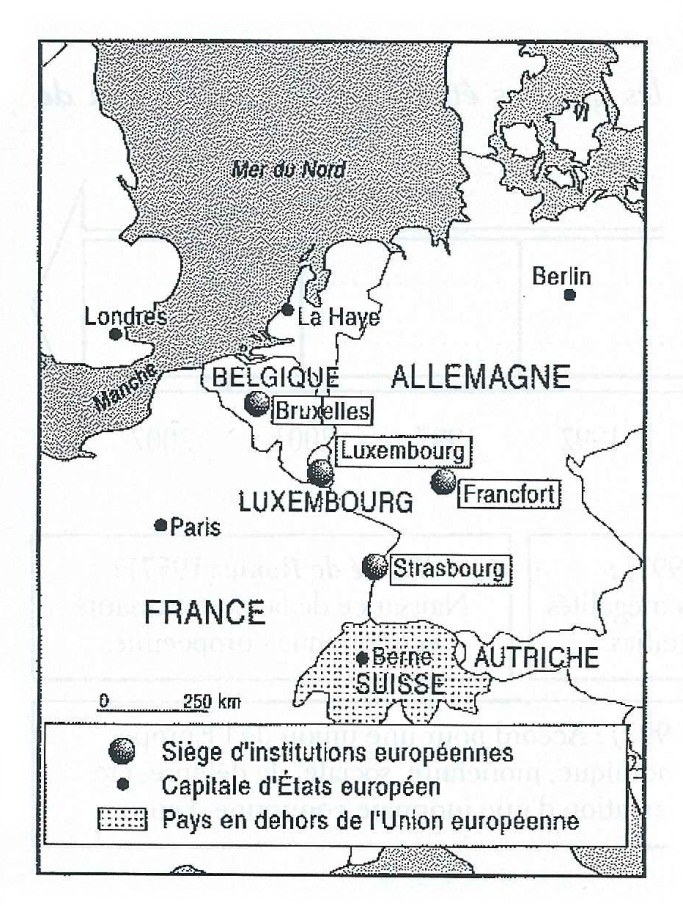 Mer du Nord
Berlin
Londres
La Haye
Manche
BELGIQUE
ALLEMAGNE
Bruxelles
Luxembourg
LUXEMBOURG
Francfort
Paris
Strasbourg
FRANCE
Berne
SUISSE
AUTRICHE
0 250 km
Siège d'institutions européennes
Capitale d'États européen
Pays en dehors de l'Union européenne